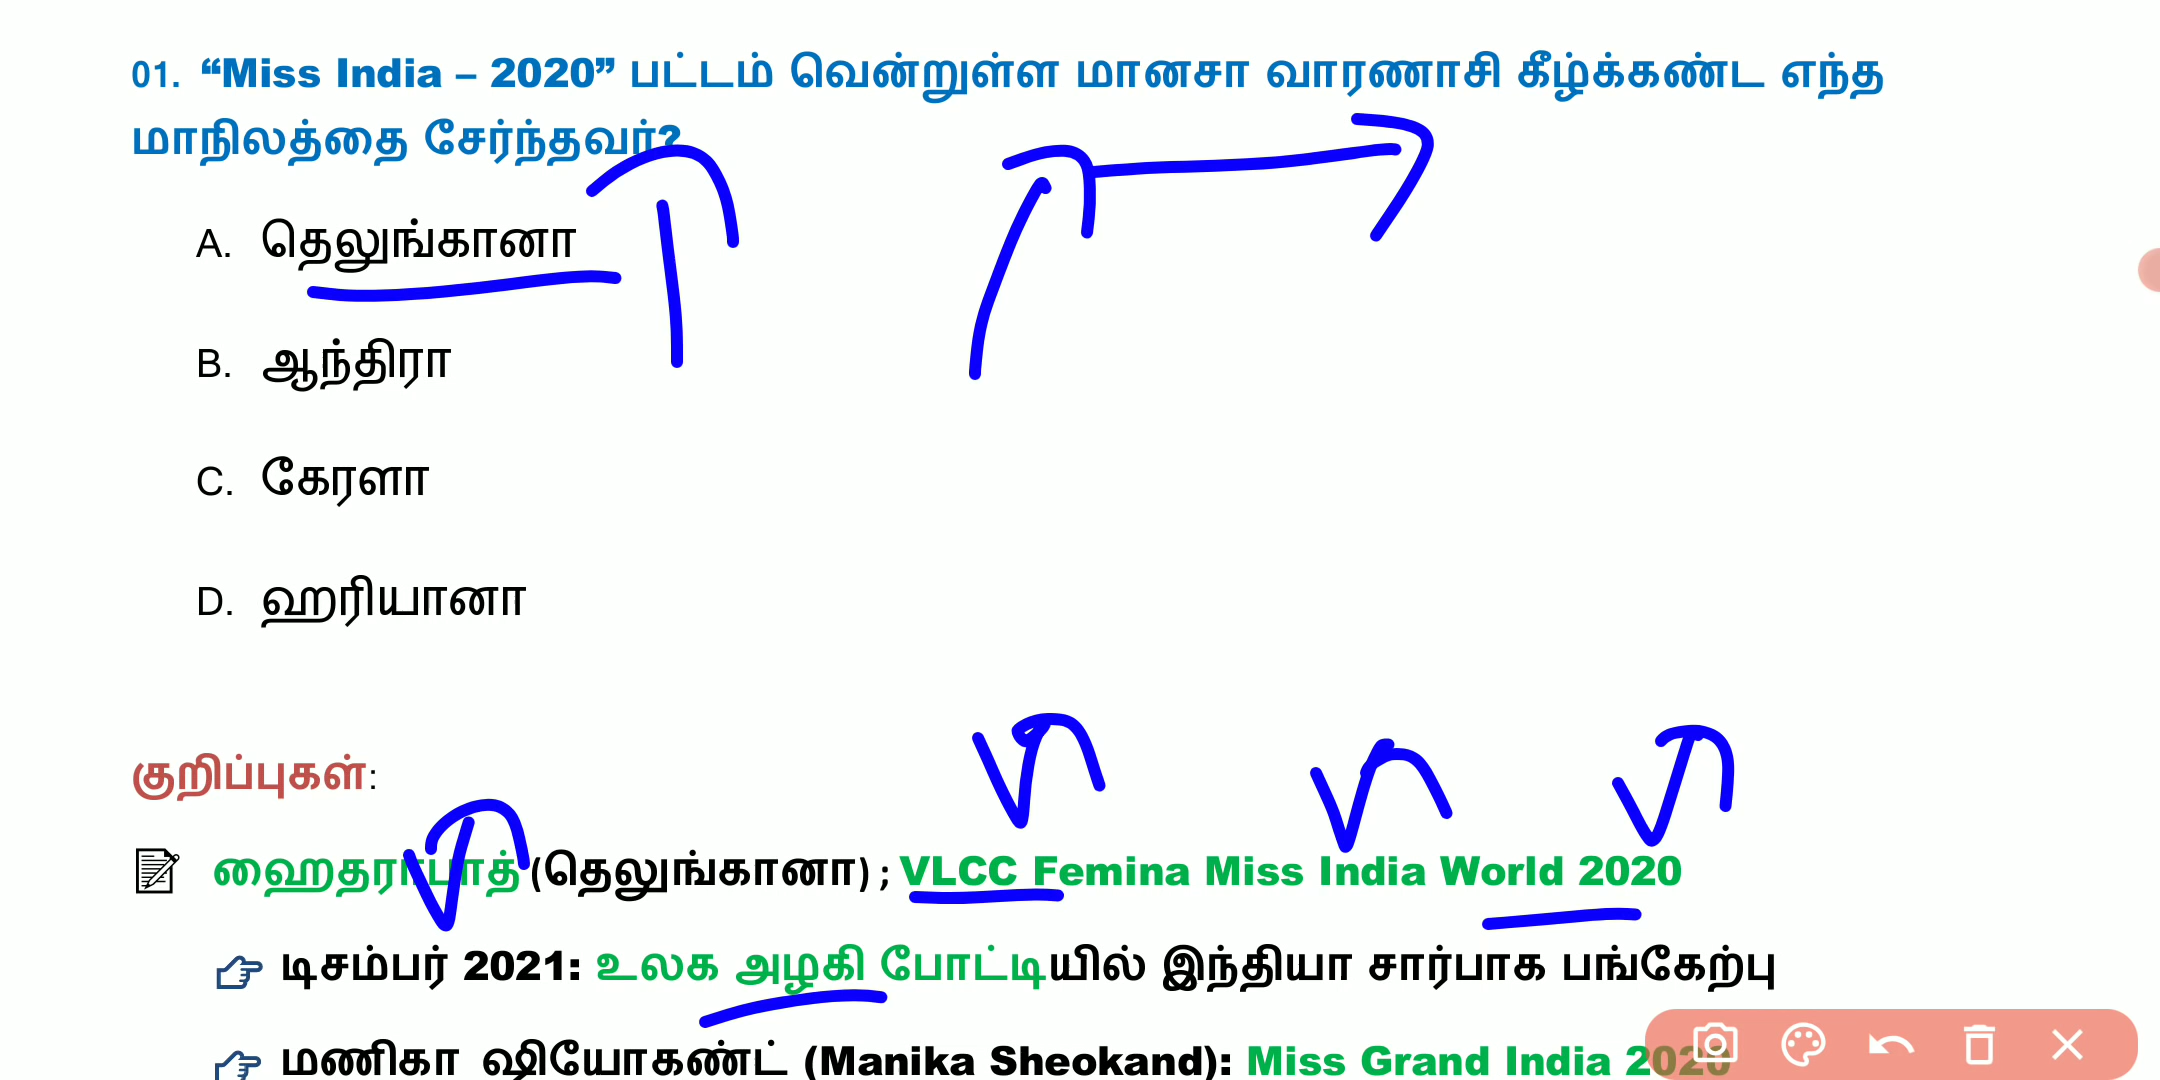 01. “Miss India – 2020” பட்டம் வென்றுள்ள மானசா வாரணாசி கீழ்க்கண்ட எந்த
மாநிலத்தை சேர்ந்தவர்?
A. தெலுங்கானா
B. ஆந்திரா
C. கேரளா
D. ஹரியானா
குறிப்புகள்:
ஹைதராபாத் (தெலுங்கானா) ; VLCC Femina Miss India World 2020
டிசம்பர் 2021: உலக அழகி போட்டியில் இந்தியா சார்பாக பங்கேற்பு
மணிகா ஷியோகண்ட் (Manika Sheokand): Miss Grand India 2020